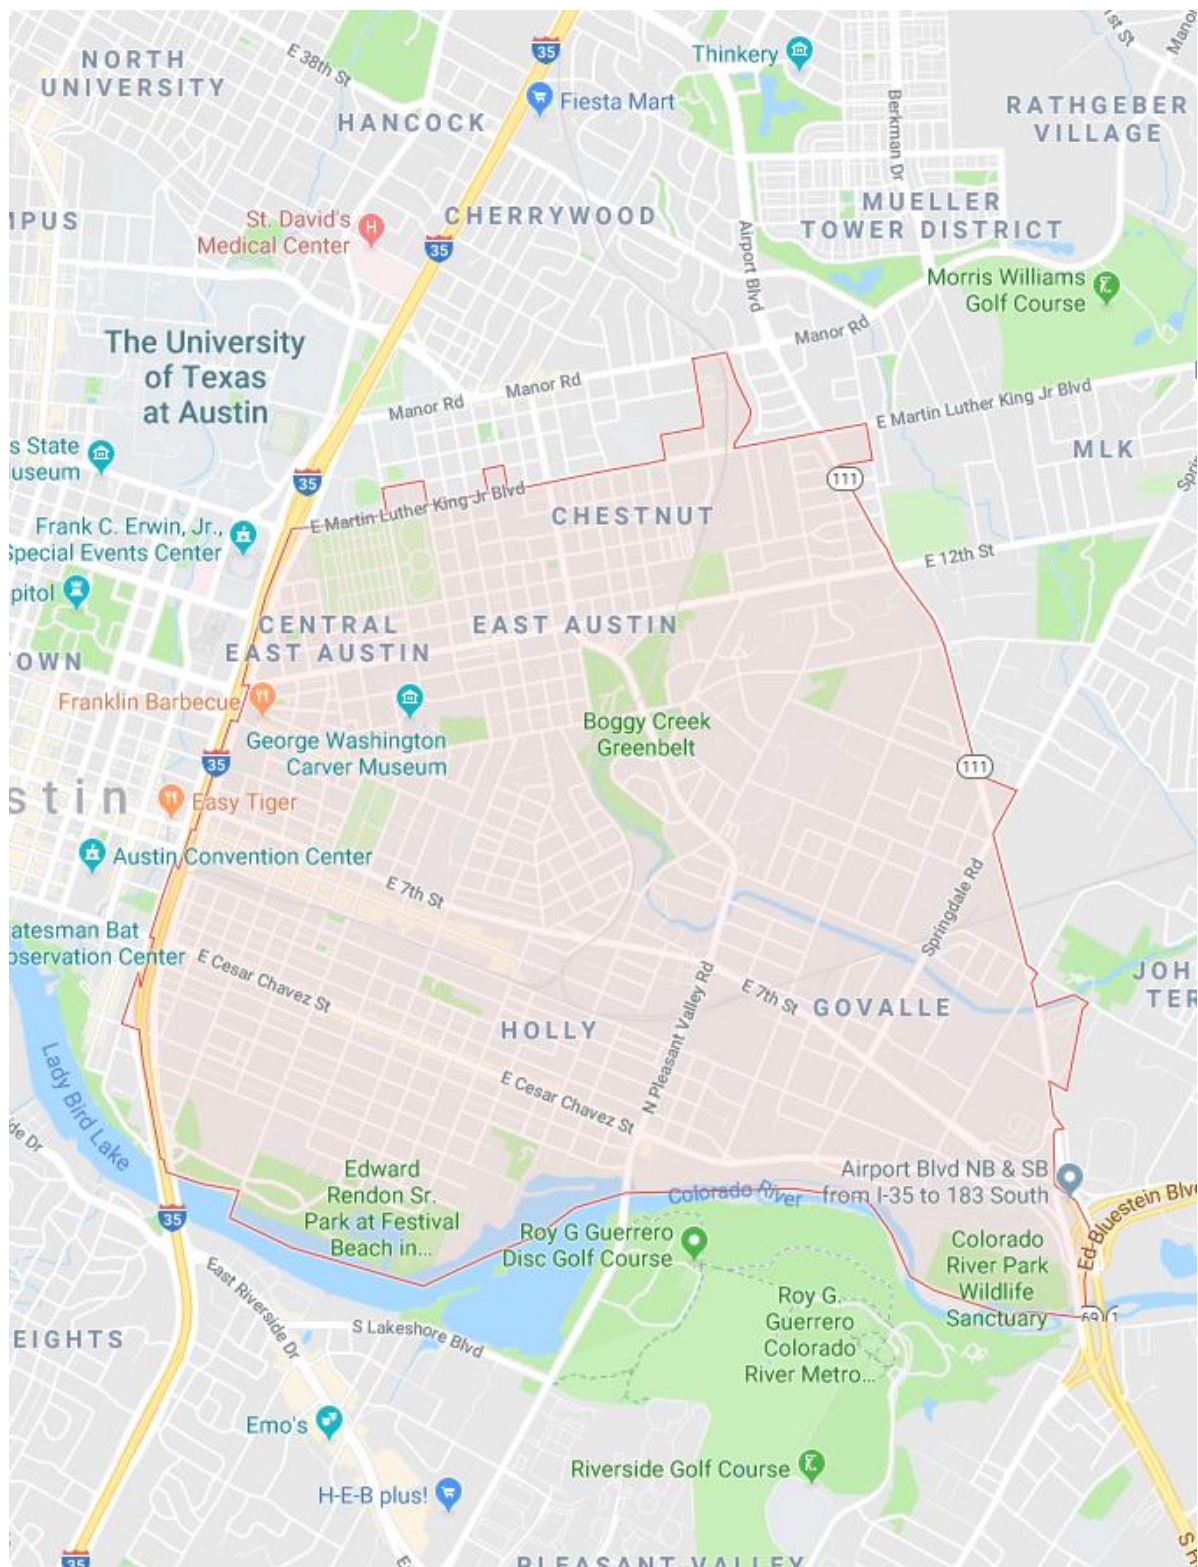 NORTH
UNIVERSITY
E 38th St
35
Thinkery
1st St
Fiesta Mart
HANCOCK
Berkman Dr
RATHGEBER
VILLAGE
MPUS
St. David's
Medical Center
H
CHERRYWOOD
35
Airport Blvd
MUELLER
TOWER DISTRICT
Morris Williams
Golf Course
The University
of Texas
at Austin
Manor Rd
Manor Rd
Manor Rd
E Martin Luther King Jr Blvd
s State
useum
35
111
MLK
E Martin Luther King Jr Blvd
CHESTNUT
Frank C. Erwin, Jr.,
Special Events Center
E 12th St
pitol
CENTRAL
EAST AUSTIN
EAST AUSTIN
OWN
Franklin Barbecue
George Washington
Carver Museum
Boggy Creek
Greenbelt
35
111
stin
Easy Tiger
Austin Convention Center
E 7th St
Springdale Rd
atesman Bat
bservation Center
E Cesar Chavez St
N Pleasant Valley Rd
E 7th St
GOVALLE
JOH
TER
HOLLY
Lady Bird Lake
E Cesar Chavez St
de Dr
Edward
Rendon Sr.
Park at Festival
Beach in...
Airport Blvd NB & SB
from I-35 to 183 South
Colorado River
35
Roy G Guerrero
Disc Golf Course
Colorado
River Park
Wildlife
Sanctuary
Ed Bluestein Blv
East Riverside Dr
Roy G.
Guerrero
Colorado
River Metro...
EIGHTS
S Lakeshore Blvd
Emo's
Riverside Golf Course
H-E-B plus!
35
PLEASANT VALLEY